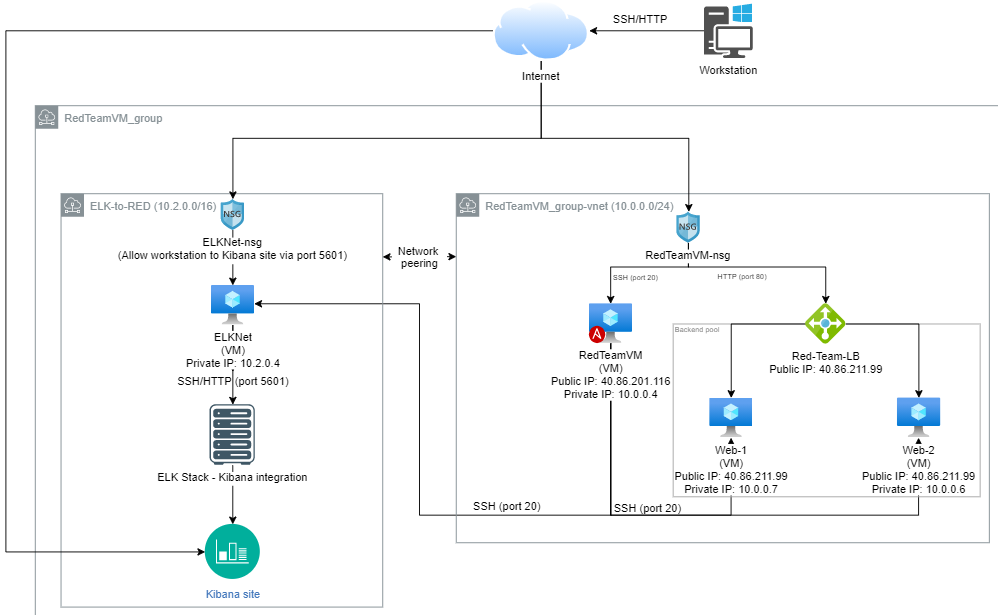 SSH/HTTP
Internet
Workstation
RedTeamVM_group
ELK-to-RED (10.2.0.0/16)
NSG
ELKNet-nsg
(Allow workstation to Kibana site via port 5601)
ELKNet
(VM)
Private IP: 10.2.0.4
SSH/HTTP (port 5601)
ELK Stack - Kibana integration
Kibana site
Network
peering
RedTeamVM_group-vnet (10.0.0.0/24)
NSG
RedTeamVM-nsg
SSH (port 20)
HTTP (port 80)
RedTeamVM
(VM)
Public IP: 40.86.201.116
Private IP: 10.0.0.4
Backend pool
Red-Team-LB
Public IP: 40.86.211.99
Web-1
(VM)
Public IP: 40.86.211.99
Private IP: 10.0.0.7
Web-2
(VM)
Public IP: 40.86.211.99
Private IP: 10.0.0.6
SSH (port 20)
SSH (port 20)